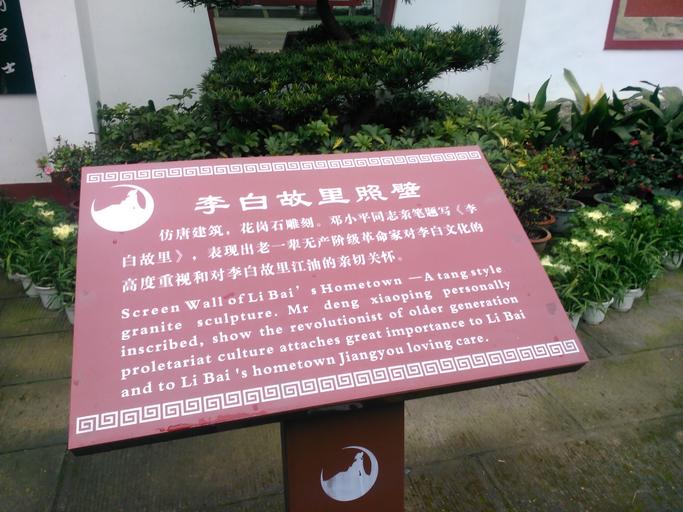 学士
李白故里照壁
仿唐建筑，花岗石雕刻。邓小平同志亲笔题写《李
白故里》，表现出老一辈无产阶级革命家对李白文化的
高度重视和对李白故里江油的亲切关怀。
Screen Wall of Li Bai' s Hometown —A tang style
granite sculpture. Mr deng xiaoping personally
inscribed, show the revolutionist of older generation
proletariat culture attaches great importance to Li Bai
and to Li Bai 's hometown Jiangyou loving care.